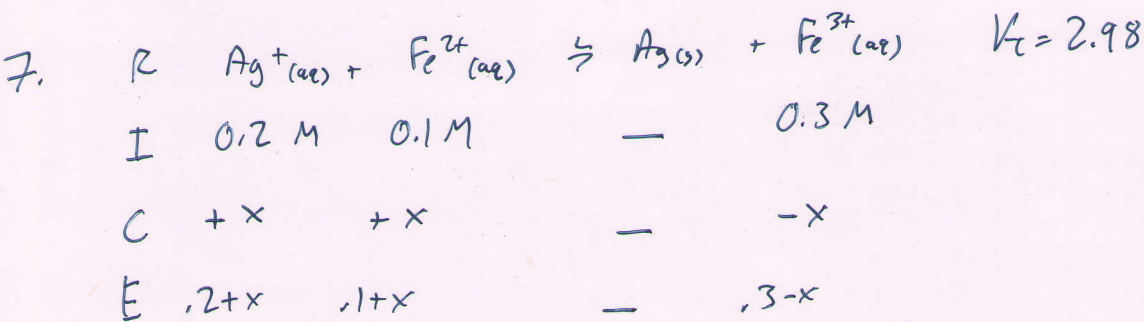 7. R Ag⁺(aq) + Fe²⁺(aq) ⇌ Ag(s) + Fe³⁺(aq) Kc = 2.98
I 0.2 M 0.1 M — 0.3 M
C + x + x — - x
E .2+x .1+x — .3-x